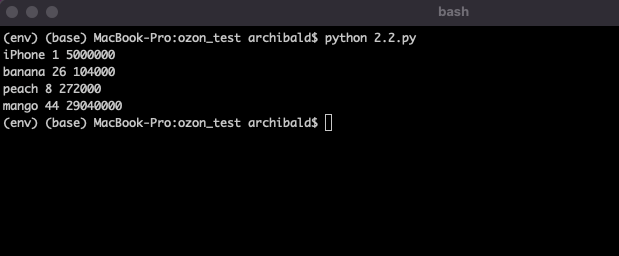 bash
(env) (base) MacBook-Pro:ozon_test archibald$ python 2.2.py
iPhone 1 5000000
banana 26 104000
peach 8 272000
mango 44 29040000
(env) (base) MacBook-Pro:ozon_test archibald$